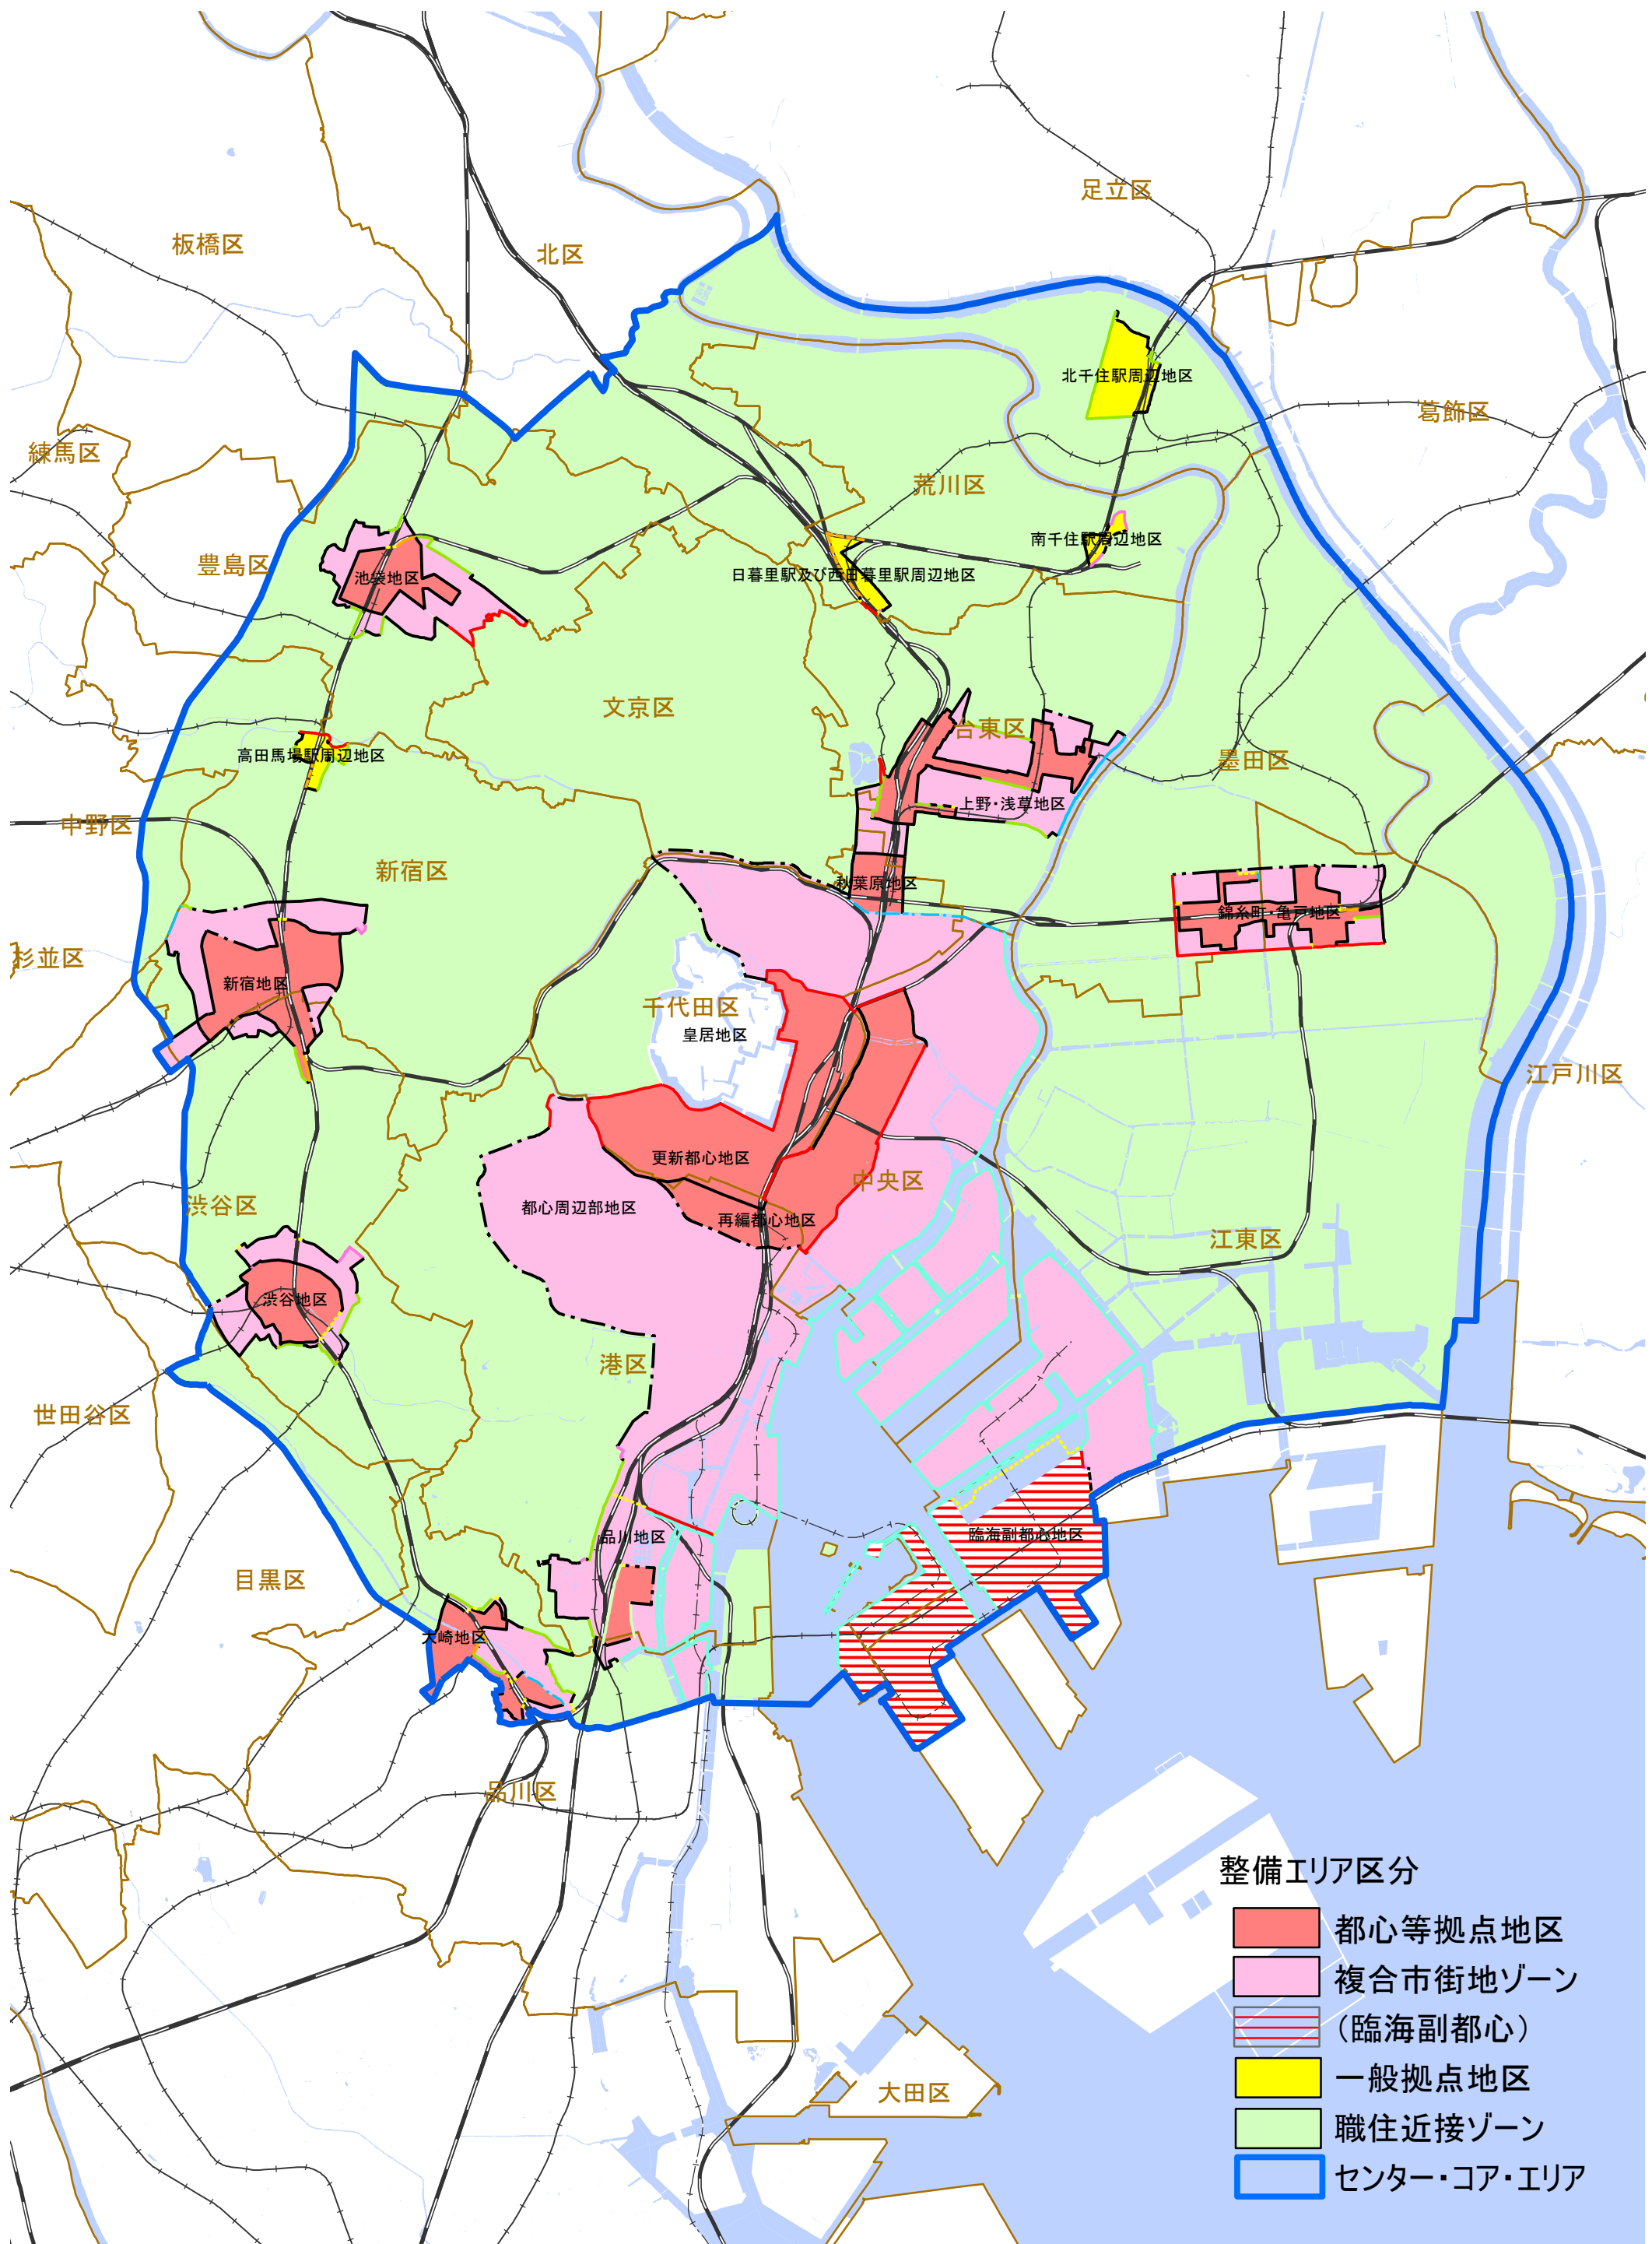 足立区
板橋区
北区
北千住駅周辺地区
葛飾区
練馬区
荒川区
南千住駅周辺地区
豊島区
池袋地区
日暮里駅及び西日暮里駅周辺地区
文京区
台東区
高田馬場駅周辺地区
墨田区
上野・浅草地区
中野区
新宿区
秋葉原地区
錦糸町・亀戸地区
杉並区
新宿地区
千代田区
皇居地区
江戸川区
更新都心地区
中央区
渋谷区
都心周辺部地区
再編都心地区
江東区
渋谷地区
港区
世田谷区
品川地区
臨海副都心地区
目黒区
大崎地区
品川区
整備エリア区分
都心等拠点地区
複合市街地ゾーン
（臨海副都心）
一般拠点地区
大田区
職住近接ゾーン
センター・コア・エリア